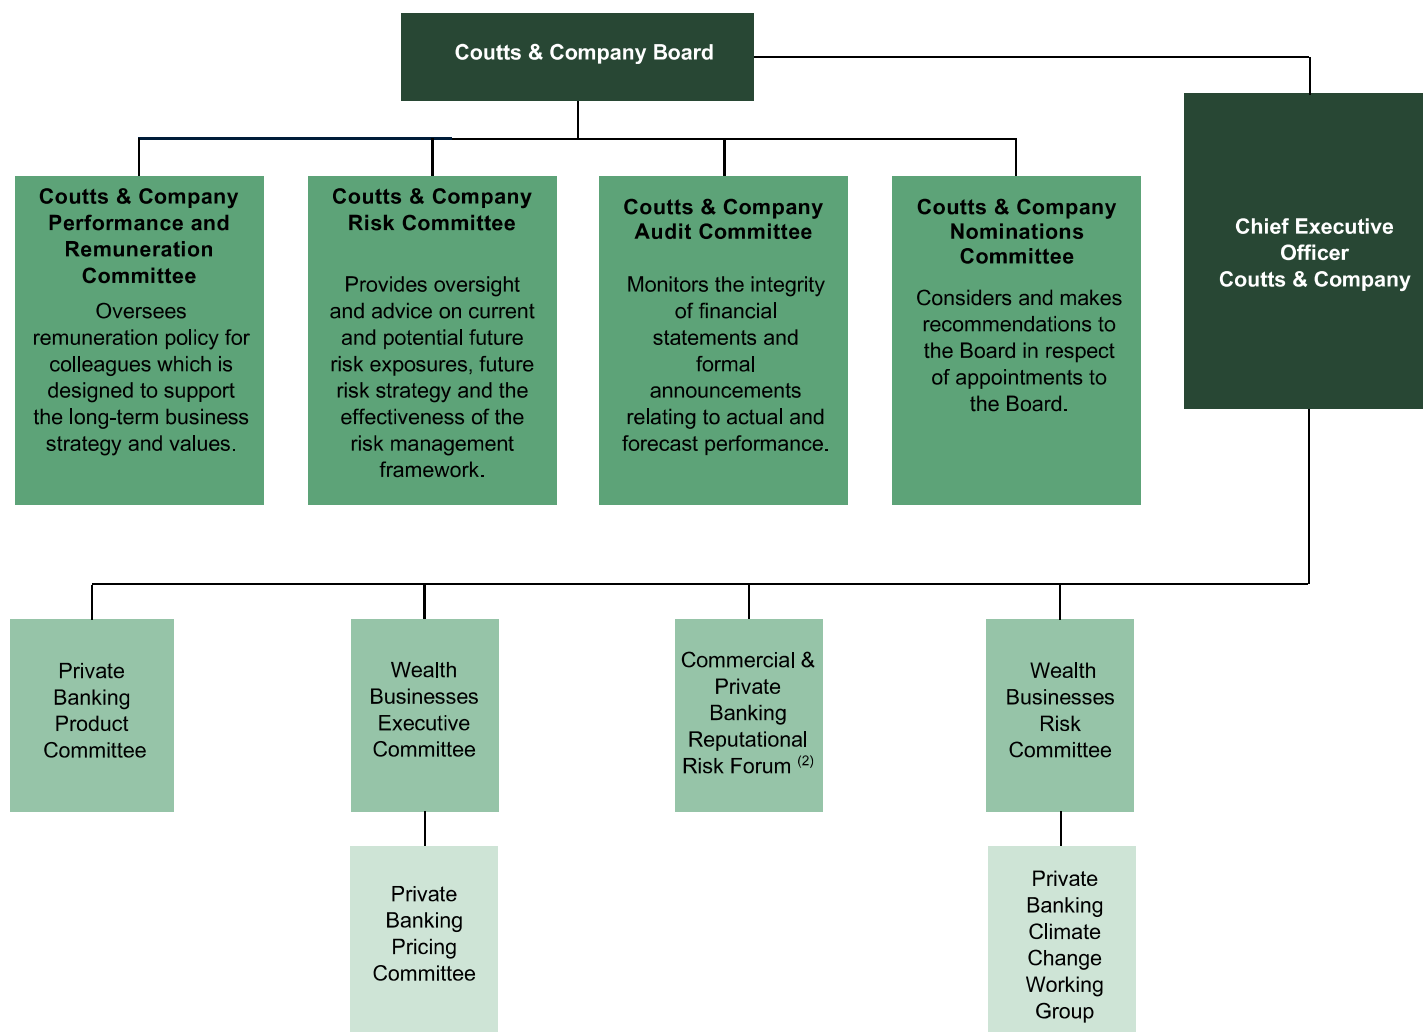 Coutts & Company Board
Coutts & Company
Performance and
Remuneration
Committee
Oversees
remuneration policy for
colleagues which is
designed to support
the long-term business
strategy and values.
Coutts & Company
Risk Committee
Provides oversight
and advice on current
and potential future
risk exposures, future
risk strategy and the
effectiveness of the
risk management
framework.
Coutts & Company
Audit Committee
Monitors the integrity
of financial
statements and
formal
announcements
relating to actual and
forecast performance.
Coutts & Company
Nominations
Committee
Considers and makes
recommendations to
the Board in respect
of appointments to
the Board.
Chief Executive
Officer
Coutts & Company
Private
Banking
Product
Committee
Wealth
Businesses
Executive
Committee
Commercial &
Private
Banking
Reputational
Risk Forum (2)
Wealth
Businesses
Risk
Committee
Private
Banking
Pricing
Committee
Private
Banking
Climate
Change
Working
Group